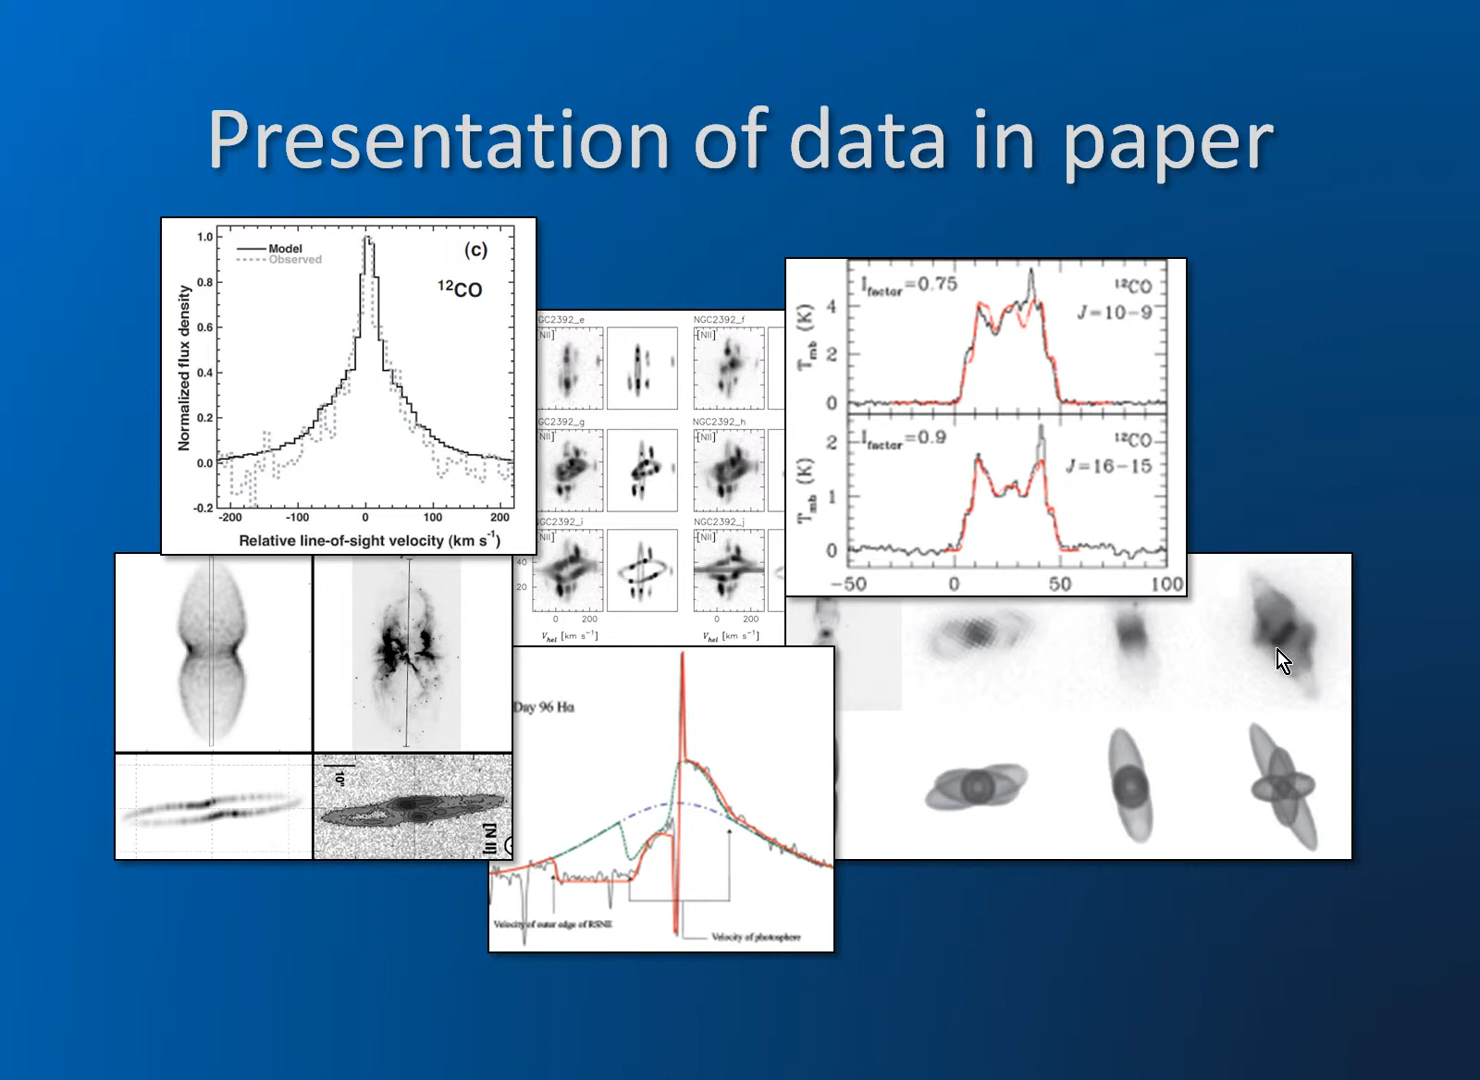 Presentation of data in paper
1.0
0.8
0.6
0.4
0.2
0.0
-0.2
Normalized flux density
Model
Observed
(c)
¹²CO
-200 -100 0 100 200
Relative line-of-sight velocity (km s⁻¹)
GC2392_e
NGC2392_f
[NII]
[NII]
GC2392_g
NGC2392_h
[NII]
[NII]
GC2392_i
NGC2392_j
[NII]
[NII]
40
20
0 200
0 200
V_hel [km s⁻¹]
V_hel [km s⁻¹]
I_factor=0.75
¹²CO
J=10-9
T_mb (K)
4
2
0
I_factor=0.9
¹²CO
J=16-15
T_mb (K)
2
1
0
-50 0 50 100
10"
[N II]
Day 96 Hα
Velocity of outer edge of RSNE
Velocity of photosphere